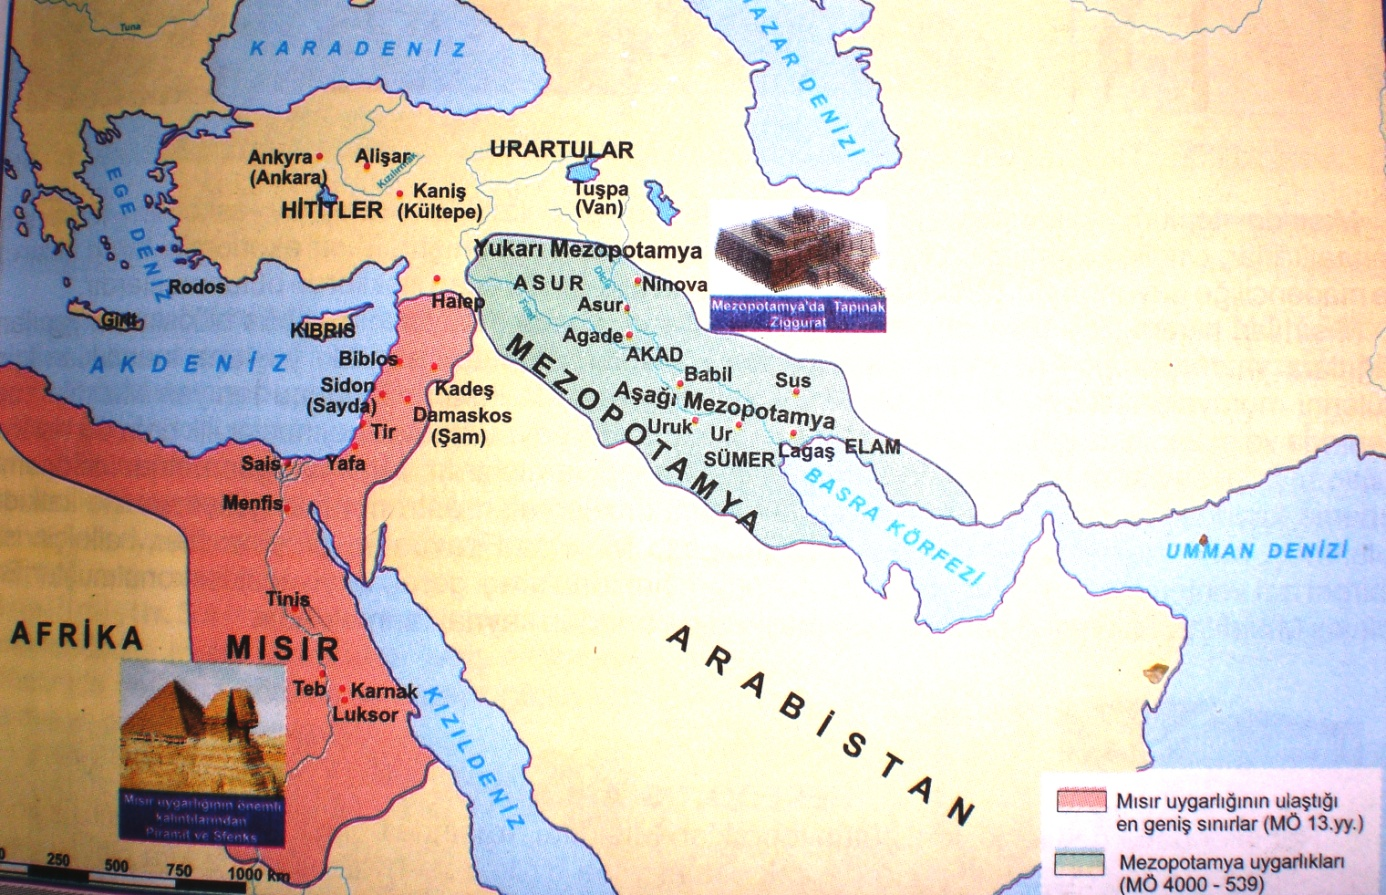 Tuna
KARADENİZ
HAZAR DENİZİ
EGE DENİZ
Ankyra
(Ankara)
Alişar
Kızılırmak
Kaniş
(Kültepe)
HİTİTLER
URARTULAR
Tuşpa
(Van)
Rodos
Girit
KIBRIS
AKDENİZ
Halep
Biblos
Sidon
(Sayda)
Kadeş
Damaskos
(Şam)
Tir
Yafa
Sais
Menfis
Tinis
AFRİKA
MISIR
Teb
Karnak
Luksor
KIZILDENİZ
Yukarı Mezopotamya
ASUR
Dicle
Fırat
Ninova
Asur
Agade
AKAD
Babil
Sus
Aşağı Mezopotamya
Uruk
Ur
SÜMER
Lagaş
ELAM
MEZOPOTAMYA
BASRA KÖRFEZİ
UMMAN DENİZİ
ARABİSTAN
Mezopotamya'da Tapınak
Ziggurat
Mısır uygarlığının önemli
kalıntılarından
Piramit ve Sfenks
0 250 500 750 1000 km
Mısır uygarlığının ulaştığı
en geniş sınırlar (MÖ 13.yy.)
Mezopotamya uygarlıkları
(MÖ 4000 - 539)